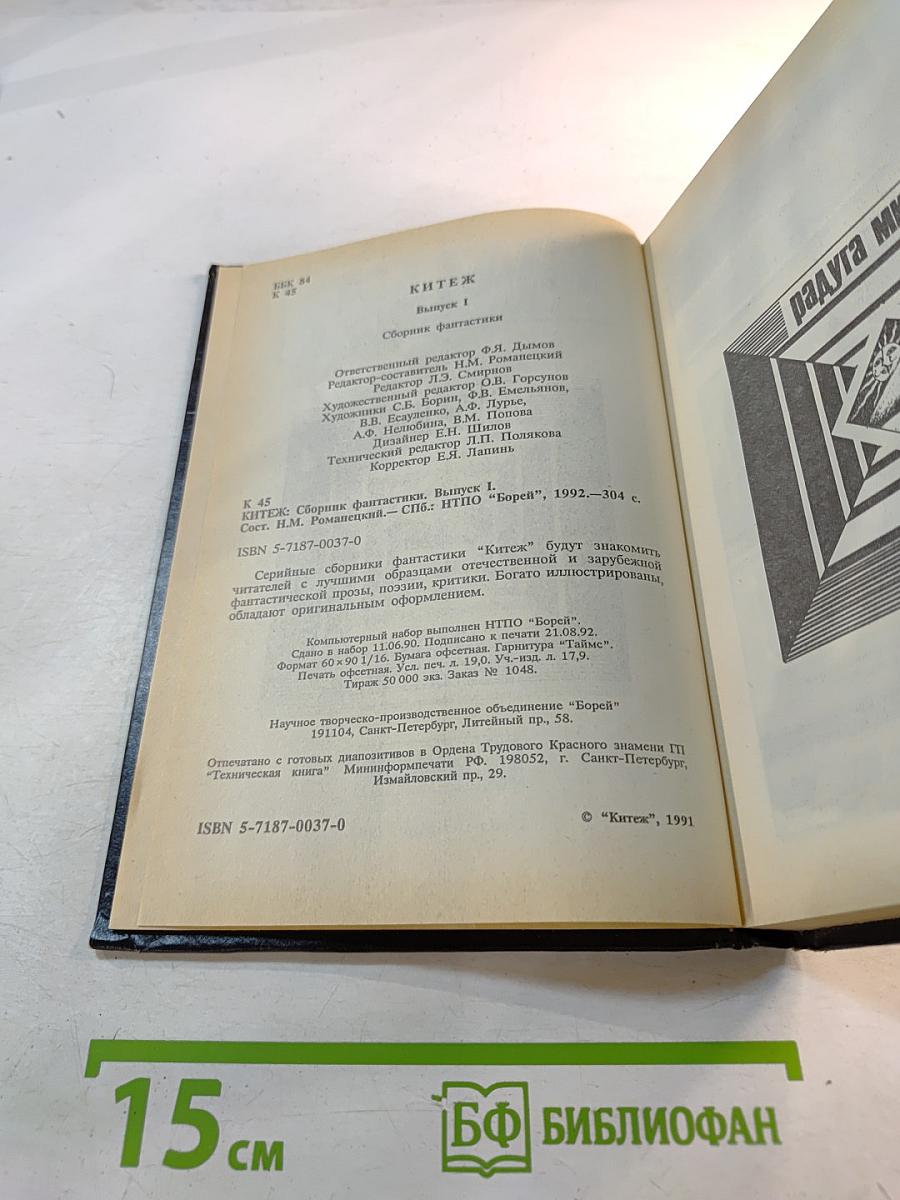 ББК 84
К 45
КИТЕЖ
Выпуск I
Сборник фантастики
Ответственный редактор Ф.Я. Дымов
Редактор-составитель Н.М. Романецкий
Редактор Л.Э. Смирнов
Художественный редактор О.В. Горсунов
Художники С.Б. Борин, Ф.В. Емельянов,
В.В. Есауленко, А.Ф. Лурье,
А.Ф. Нелюбина, В.М. Попова
Дизайнер Е.Н. Шилов
Технический редактор Л.П. Полякова
Корректор Е.Я. Лапинь
К 45
КИТЕЖ: Сборник фантастики. Выпуск I.
Сост. Н.М. Романецкий.— СПб.: НТПО "Борей", 1992.—304 с.
ISBN 5-7187-0037-0
Серийные сборники фантастики "Китеж" будут знакомить
читателей с лучшими образцами отечественной и зарубежной
фантастической прозы, поэзии, критики. Богато иллюстрированы,
обладают оригинальным оформлением.
Компьютерный набор выполнен НТПО "Борей".
Сдано в набор 11.06.90. Подписано к печати 21.08.92.
Формат 60×90 1/16. Бумага офсетная. Гарнитура "Таймс".
Печать офсетная. Усл. печ. л. 19,0. Уч.-изд. л. 17,9.
Тираж 50 000 экз. Заказ № 1048.
Научное творческо-производственное объединение "Борей"
191104, Санкт-Петербург, Литейный пр., 58.
Отпечатано с готовых диапозитивов в Ордена Трудового Красного знамени ГП
"Техническая книга" Мининформпечати РФ. 198052, г. Санкт-Петербург,
Измайловский пр., 29.
ISBN 5-7187-0037-0
© "Китеж", 1991
радуга
15 см
БФ БИБЛИОФАН